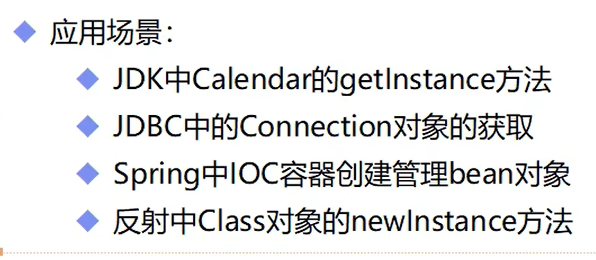 应用场景：
JDK中Calendar的getInstance方法
JDBC中的Connection对象的获取
Spring中IOC容器创建管理bean对象
反射中Class对象的newInstance方法